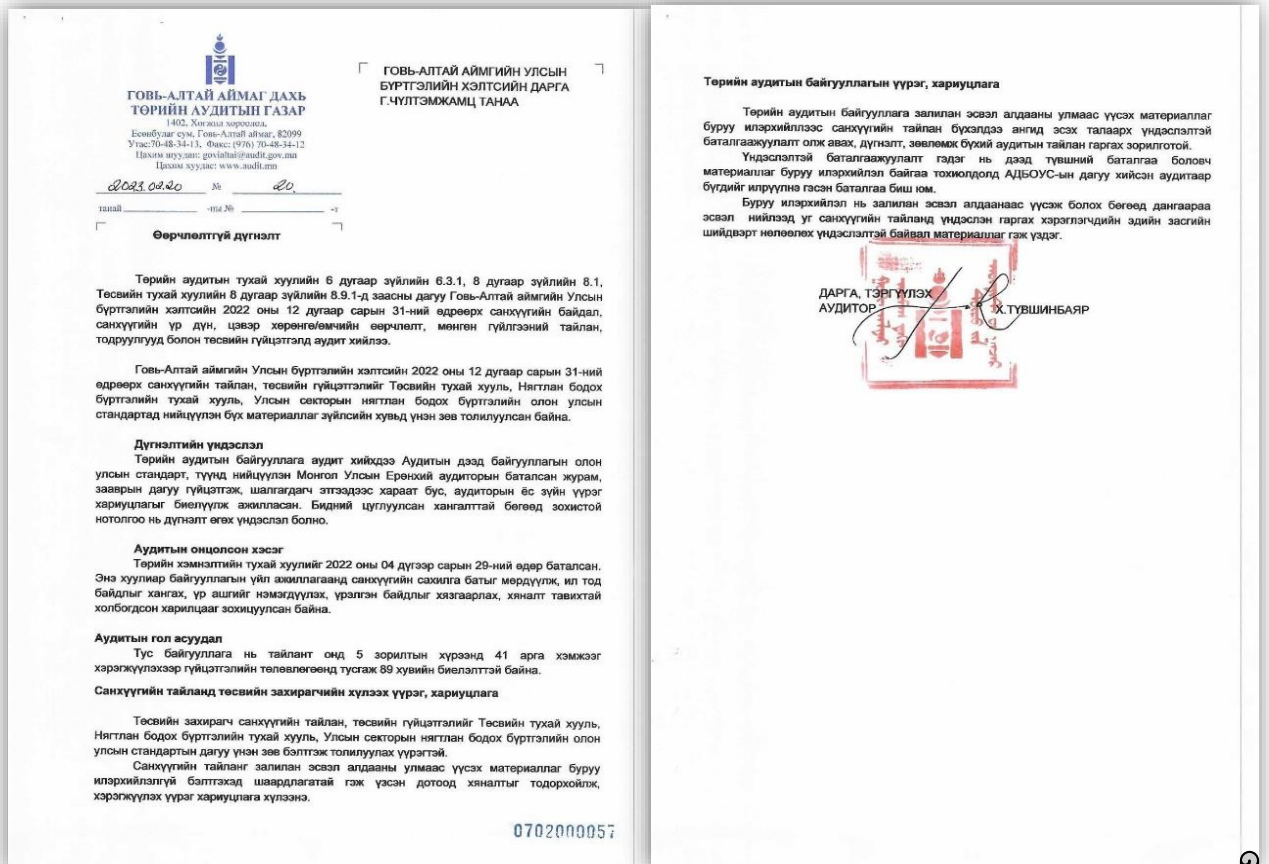 ГОВЬ-АЛТАЙ АЙМАГ ДАХЬ
ТӨРИЙН АУДИТЫН ГАЗАР
1402, Хөгжил хороолол,
Есөнбулаг сум, Говь-Алтай аймаг, 82099
Утас:70-48-34-13, Факс: (976) 70-48-34-12
Цахим шуудан: govialtai@audit.gov.mn
Цахим хуудас: www.audit.mn
2023.02.20 № 20
танай -ны № -т
ГОВЬ-АЛТАЙ АЙМГИЙН УЛСЫН
БҮРТГЭЛИЙН ХЭЛТСИЙН ДАРГА
Г.ЧҮЛТЭМЖАМЦ ТАНАА
Өөрчлөлтгүй дүгнэлт
Төрийн аудитын тухай хуулийн 6 дугаар зүйлийн 6.3.1, 8 дугаар зүйлийн 8.1,
Төсвийн тухай хуулийн 8 дугаар зүйлийн 8.9.1-д заасны дагуу Говь-Алтай аймгийн Улсын
бүртгэлийн хэлтсийн 2022 оны 12 дугаар сарын 31-ний өдрөөрх санхүүгийн байдал,
санхүүгийн үр дүн, цэвэр хөрөнгө/өмчийн өөрчлөлт, мөнгөн гүйлгээний тайлан,
тодруулгууд болон төсвийн гүйцэтгэлд аудит хийлээ.
Говь-Алтай аймгийн Улсын бүртгэлийн хэлтсийн 2022 оны 12 дугаар сарын 31-ний
өдрөөрх санхүүгийн тайлан, төсвийн гүйцэтгэлийг Төсвийн тухай хууль, Нягтлан бодох
бүртгэлийн тухай хууль, Улсын секторын нягтлан бодох бүртгэлийн олон улсын
стандартад нийцүүлэн бүх материаллаг зүйлсийн хувьд үнэн зөв толилуулсан байна.
Дүгнэлтийн үндэслэл
Төрийн аудитын байгууллага аудит хийхдээ Аудитын дээд байгууллагын олон
улсын стандарт, түүнд нийцүүлэн Монгол Улсын Ерөнхий аудиторын баталсан журам,
зааврын дагуу гүйцэтгэж, шалгагдагч этгээдээс хараат бус, аудиторын ёс зүйн үүрэг
хариуцлагыг биелүүлж ажилласан. Бидний цуглуулсан хангалттай бөгөөд зохистой
нотолгоо нь дүгнэлт өгөх үндэслэл болно.
Аудитын онцолсон хэсэг
Төрийн хэмнэлтийн тухай хуулийг 2022 оны 04 дүгээр сарын 29-ний өдөр баталсан.
Энэ хуулиар байгууллагын үйл ажиллагаанд санхүүгийн сахилга батыг мөрдүүлж, ил тод
байдлыг хангах, үр ашгийг нэмэгдүүлэх, үрэлгэн байдлыг хязгаарлах, хяналт тавихтай
холбогдсон харилцааг зохицуулсан байна.
Аудитын гол асуудал
Тус байгууллага нь тайлант онд 5 зорилтын хүрээнд 41 арга хэмжээг
хэрэгжүүлэхээр гүйцэтгэлийн төлөвлөгөөнд тусгаж 89 хувийн биелэлттэй байна.
Санхүүгийн тайланд төсвийн захирагчийн хүлээх үүрэг, хариуцлага
Төсвийн захирагч санхүүгийн тайлан, төсвийн гүйцэтгэлийг Төсвийн тухай хууль,
Нягтлан бодох бүртгэлийн тухай хууль, Улсын секторын нягтлан бодох бүртгэлийн олон
улсын стандартын дагуу үнэн зөв бэлтгэж толилуулах үүрэгтэй.
Санхүүгийн тайланг залилан эсвэл алдааны улмаас үүсэх материаллаг буруу
илэрхийлэлгүй бэлтгэхэд шаардлагатай гэж үзсэн дотоод хяналтыг тодорхойлж,
хэрэгжүүлэх үүрэг хариуцлага хүлээнэ.
0702000057
Төрийн аудитын байгууллагын үүрэг, хариуцлага
Төрийн аудитын байгууллага залилан эсвэл алдааны улмаас үүсэх материаллаг
буруу илэрхийллээс санхүүгийн тайлан бүхэлдээ ангид эсэх талаарх үндэслэлтэй
баталгаажуулалт олж авах, дүгнэлт, зөвлөмж бүхий аудитын тайлан гаргах зорилготой.
Үндэслэлтэй баталгаажуулалт гэдэг нь дээд түвшний баталгаа боловч
материаллаг буруу илэрхийлэл байгаа тохиолдолд АДБОУС-ын дагуу хийсэн аудитаар
бүгдийг илрүүлнэ гэсэн баталгаа биш юм.
Буруу илэрхийлэл нь залилан эсвэл алдаанаас үүсэж болох бөгөөд дангаараа
эсвэл нийлээд уг санхүүгийн тайланд үндэслэн гаргах хэрэглэгчдийн эдийн засгийн
шийдвэрт нөлөөлөх үндэслэлтэй байвал материаллаг гэж үздэг.
ДАРГА, ТЭРГҮҮЛЭХ
АУДИТОР Х.ТҮВШИНБАЯР